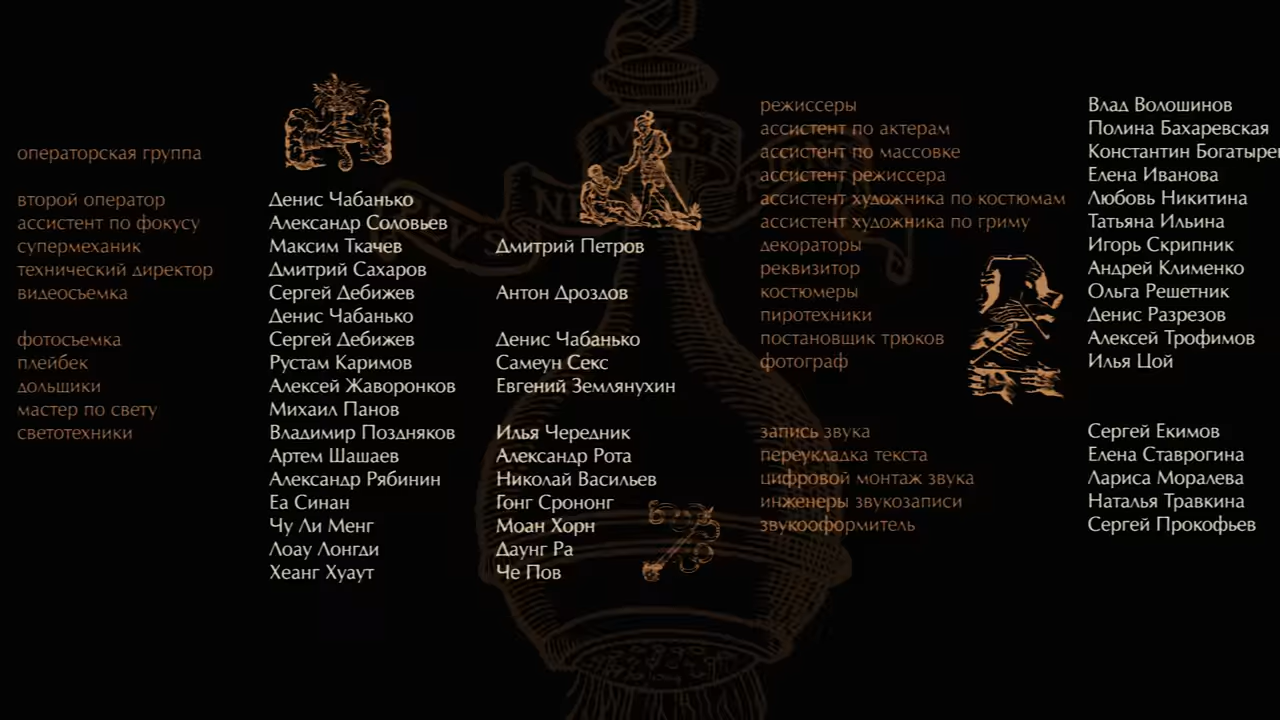 операторская группа
второй оператор Денис Чабанько
ассистент по фокусу Александр Соловьев
супермеханик Максим Ткачев Дмитрий Петров
технический директор Дмитрий Сахаров
видеосъемка Сергей Дебижев Антон Дроздов
Денис Чабанько
фотосъемка Сергей Дебижев Денис Чабанько
плейбек Рустам Каримов Самеун Секс
дольщики Алексей Жаворонков Евгений Землянухин
мастер по свету Михаил Панов
светотехники Владимир Поздняков Илья Чередник
Артем Шашаев Александр Рота
Александр Рябинин Николай Васильев
Еа Синан Гонг Срононг
Чу Ли Менг Моан Хорн
Лоау Лонгди Даунг Ра
Хеанг Хуаут Че Пов
режиссеры Влад Волошинов
ассистент по актерам Полина Бахаревская
ассистент по массовке Константин Богатырев
ассистент режиссера Елена Иванова
ассистент художника по костюмам Любовь Никитина
ассистент художника по гриму Татьяна Ильина
декораторы Игорь Скрипник
реквизитор Андрей Клименко
костюмеры Ольга Решетник
пиротехники Денис Разрезов
постановщик трюков Алексей Трофимов
фотограф Илья Цой
запись звука Сергей Екимов
переукладка текста Елена Ставрогина
цифровой монтаж звука Лариса Моралева
инженеры звукозаписи Наталья Травкина
звукооформитель Сергей Прокофьев